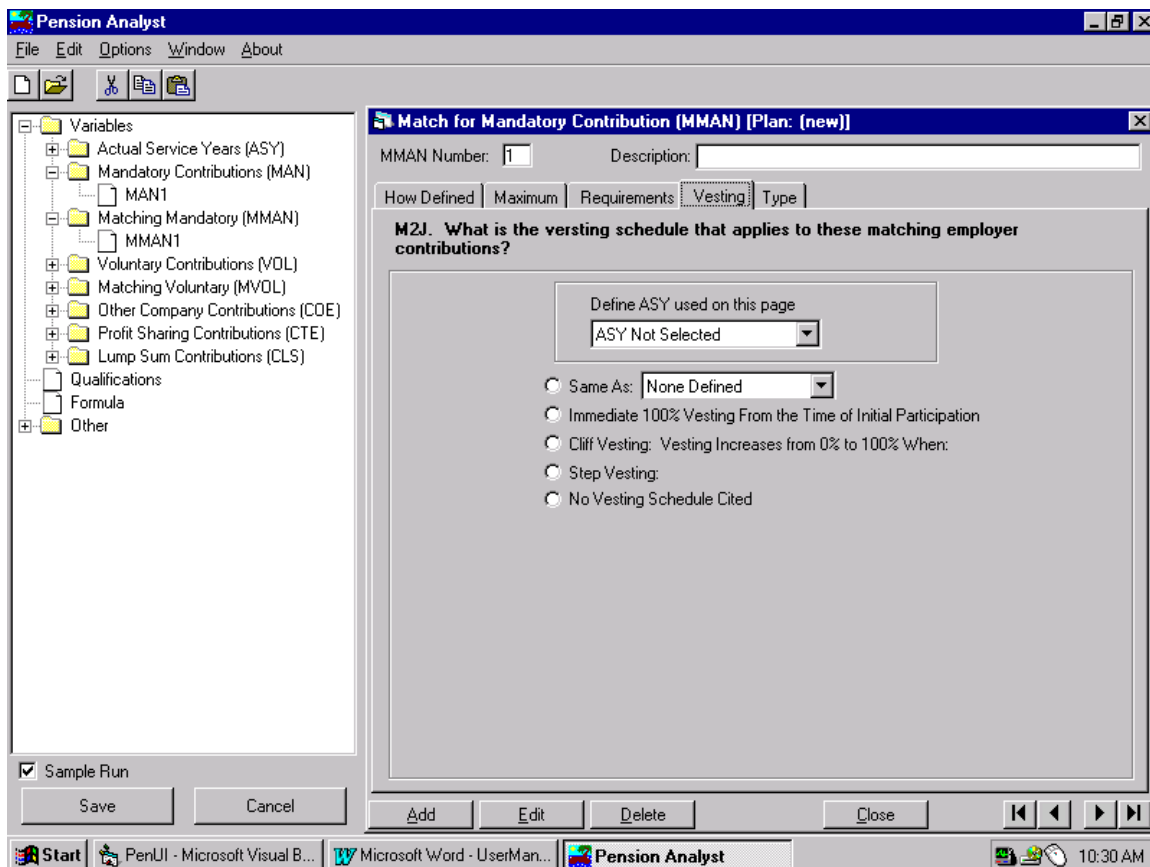 Pension Analyst
File Edit Options Window About
Variables
Actual Service Years (ASY)
Mandatory Contributions (MAN)
MAN1
Matching Mandatory (MMAN)
MMAN1
Voluntary Contributions (VOL)
Matching Voluntary (MVOL)
Other Company Contributions (COE)
Profit Sharing Contributions (CTE)
Lump Sum Contributions (CLS)
Qualifications
Formula
Other
Sample Run
Save Cancel
Match for Mandatory Contribution (MMAN) [Plan: (new)]
MMAN Number: 1 Description:
How Defined Maximum Requirements Vesting Type
M2J. What is the versting schedule that applies to these matching employer
contributions?
Define ASY used on this page
ASY Not Selected
Same As: None Defined
Immediate 100% Vesting From the Time of Initial Participation
Cliff Vesting: Vesting Increases from 0% to 100% When:
Step Vesting:
No Vesting Schedule Cited
Add Edit Delete Close
Start PenUI - Microsoft Visual B... Microsoft Word - UserMan... Pension Analyst 10:30 AM